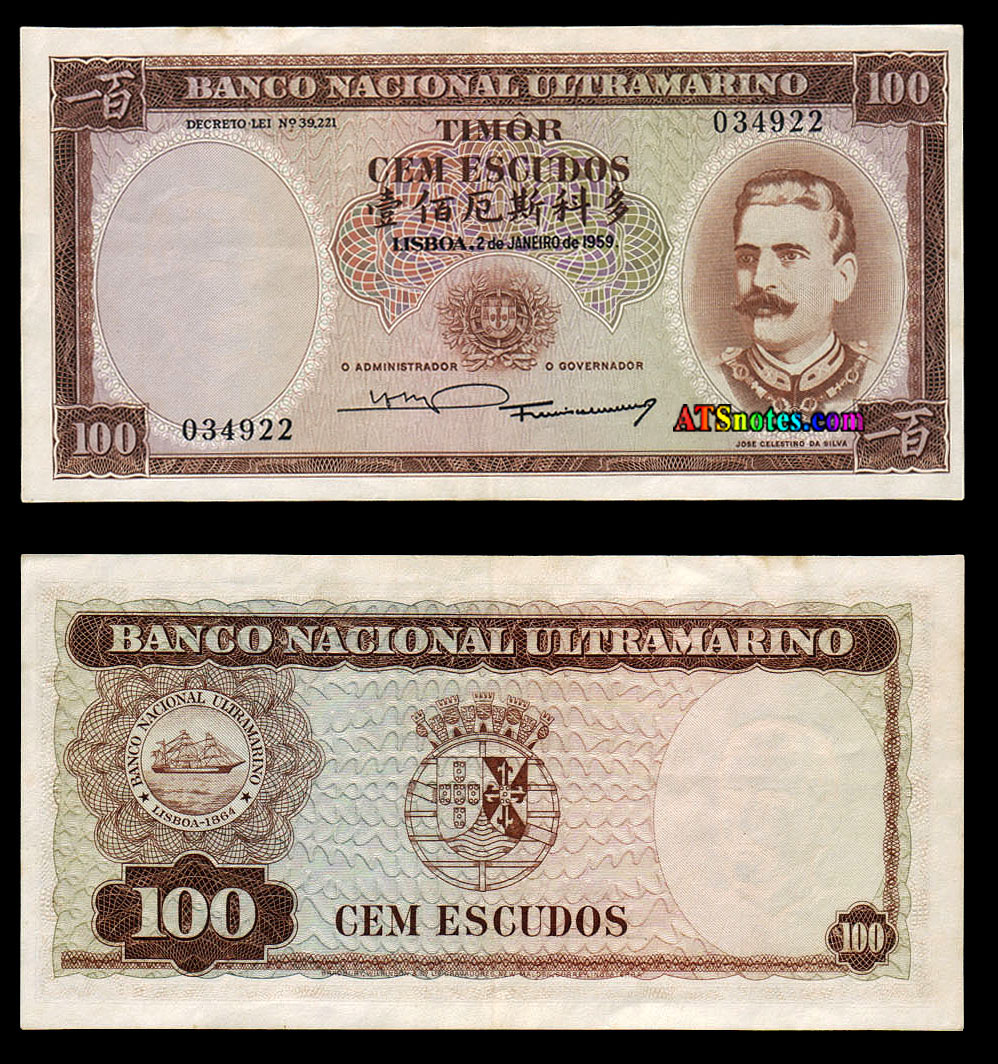 一百
BANCO NACIONAL ULTRAMARINO
100
DECRETO-LEI Nº 39,221
TIMÔR
034922
CEM ESCUDOS
壹佰厄斯科多
LISBOA, 2 de JANEIRO de 1959.
O ADMINISTRADOR
O GOVERNADOR
ATSnotes.com
100
034922
JOSE CELESTINO DA SILVA
一百
BANCO NACIONAL ULTRAMARINO
BANCO NACIONAL ULTRAMARINO
LISBOA-1864
100
CEM ESCUDOS
100